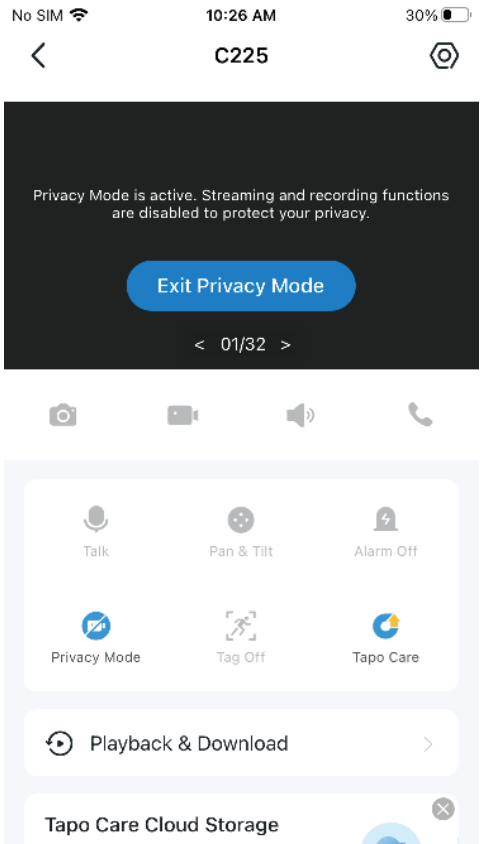 No SIM 10:26 AM 30%
C225
Privacy Mode is active. Streaming and recording functions
are disabled to protect your privacy.
Exit Privacy Mode
< 01/32 >
Talk Pan & Tilt Alarm Off
Privacy Mode Tag Off Tapo Care
Playback & Download
Tapo Care Cloud Storage